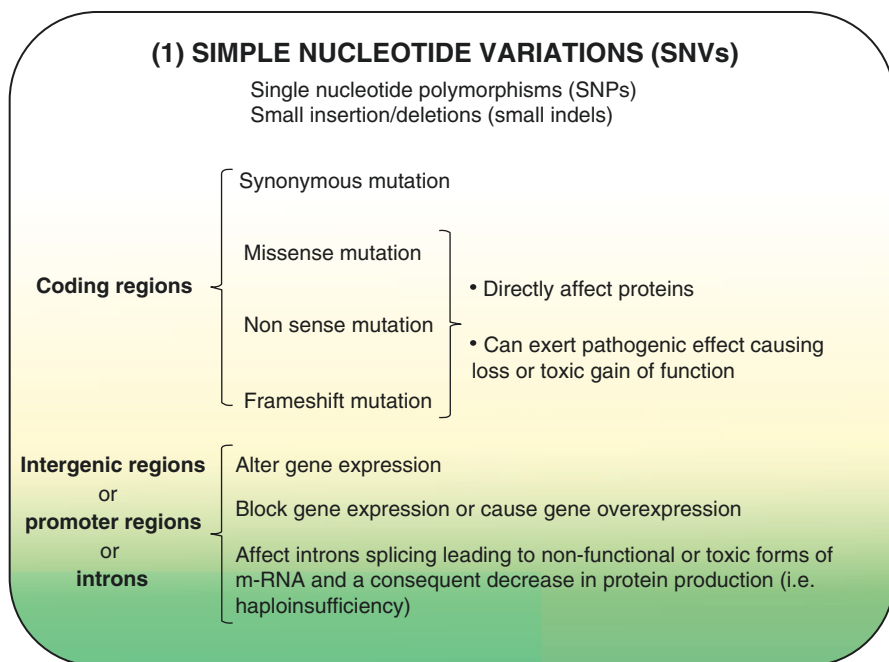 (1) SIMPLE NUCLEOTIDE VARIATIONS (SNVs)
Single nucleotide polymorphisms (SNPs)
Small insertion/deletions (small indels)
Coding regions
Synonymous mutation
Missense mutation
Non sense mutation
Frameshift mutation
• Directly affect proteins
• Can exert pathogenic effect causing
loss or toxic gain of function
Intergenic regions
or
promoter regions
or
introns
Alter gene expression
Block gene expression or cause gene overexpression
Affect introns splicing leading to non-functional or toxic forms of
m-RNA and a consequent decrease in protein production (i.e.
haploinsufficiency)